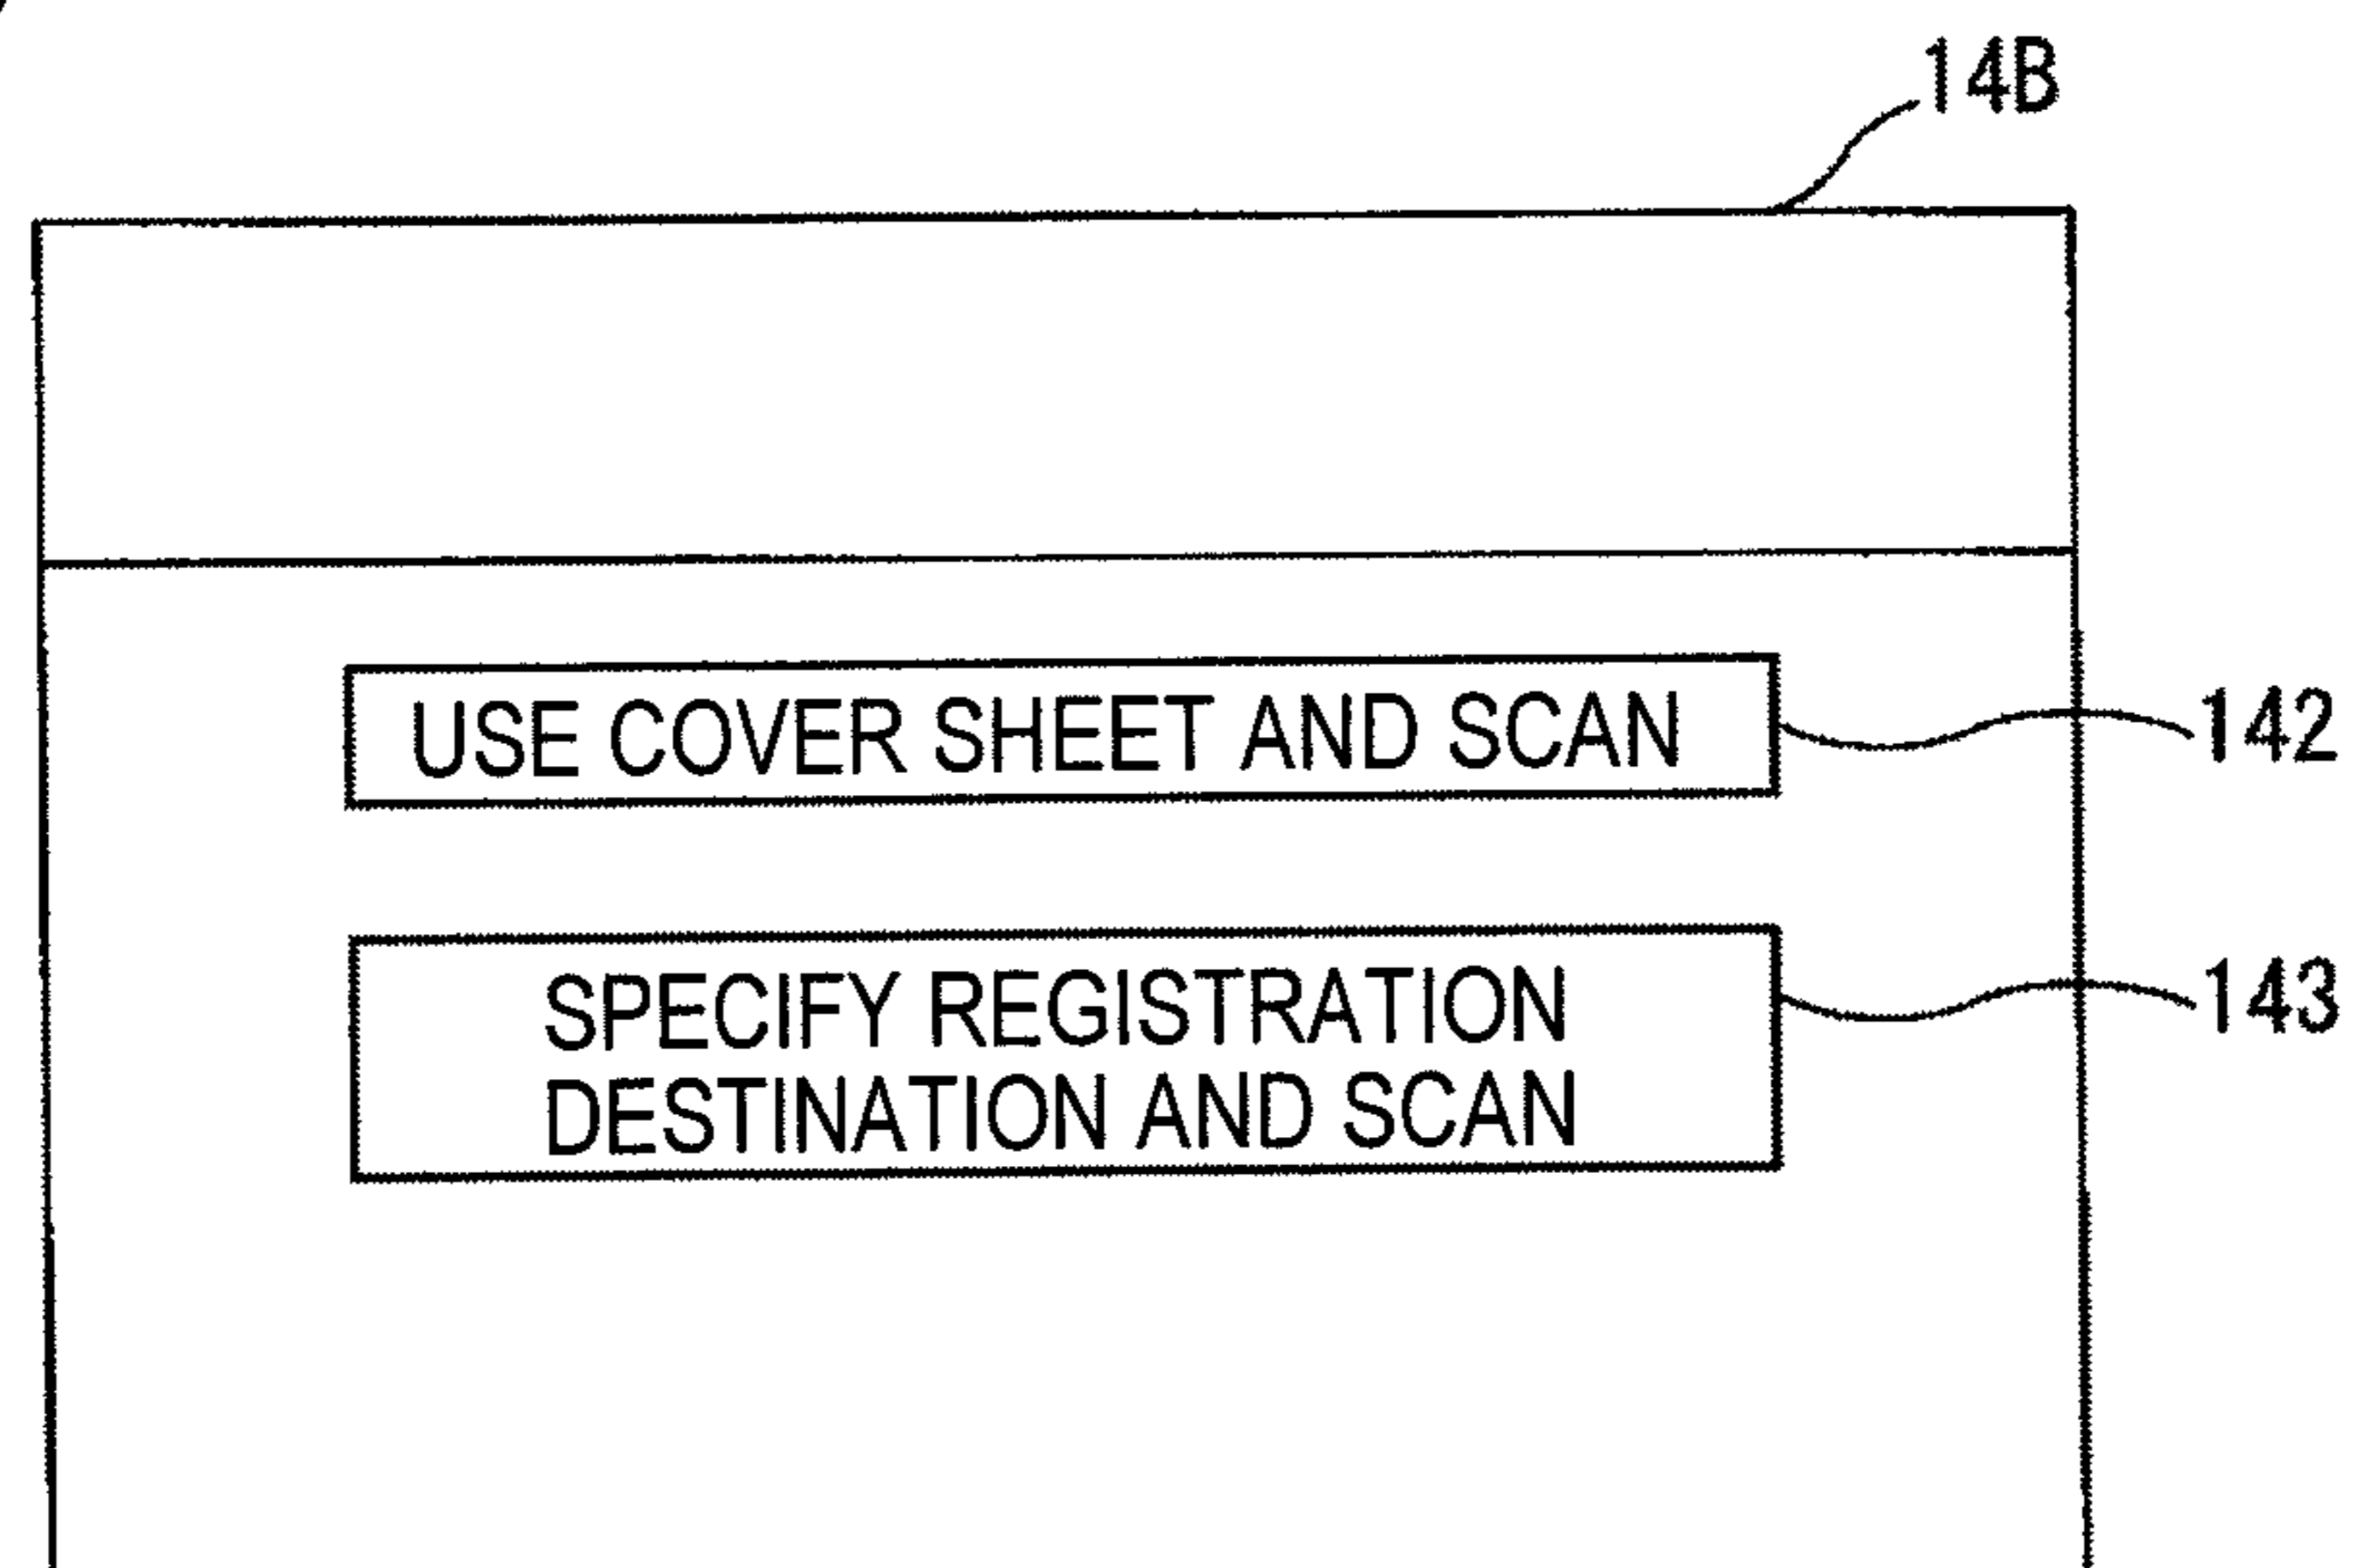 14B
USE COVER SHEET AND SCAN
142
SPECIFY REGISTRATION
143
DESTINATION AND SCAN